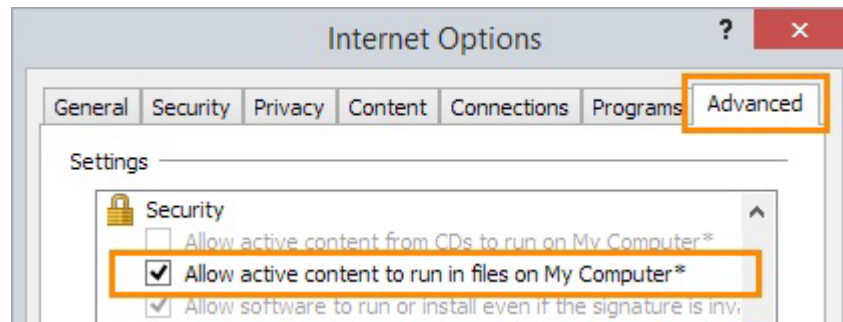 Internet Options ?
General Security Privacy Content Connections Programs Advanced
Settings
Security
Allow active content from CDs to run on My Computer*
Allow active content to run in files on My Computer*
Allow software to run or install even if the signature is